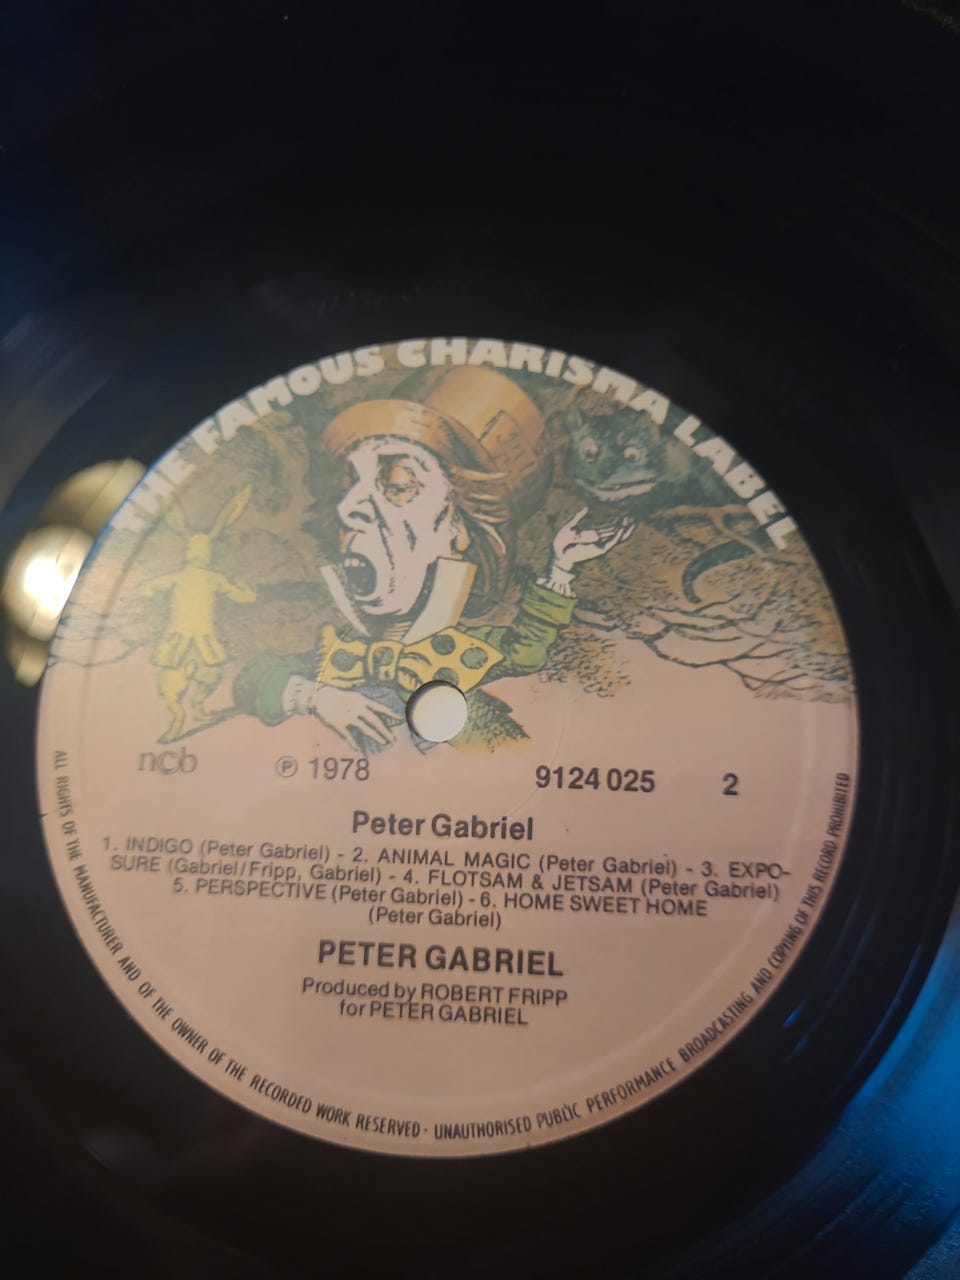 THE FAMOUS CHARISMA LABEL
ncb
℗ 1978
9124 025
2
Peter Gabriel
1. INDIGO (Peter Gabriel) - 2. ANIMAL MAGIC (Peter Gabriel) - 3. EXPO-
SURE (Gabriel/Fripp, Gabriel) - 4. FLOTSAM & JETSAM (Peter Gabriel)
5. PERSPECTIVE (Peter Gabriel) - 6. HOME SWEET HOME
(Peter Gabriel)
PETER GABRIEL
Produced by ROBERT FRIPP
for PETER GABRIEL
ALL RIGHTS OF THE MANUFACTURER AND OF THE OWNER OF THE RECORDED WORK RESERVED · UNAUTHORISED PUBLIC PERFORMANCE BROADCASTING AND COPYING OF THIS RECORD PROHIBITED